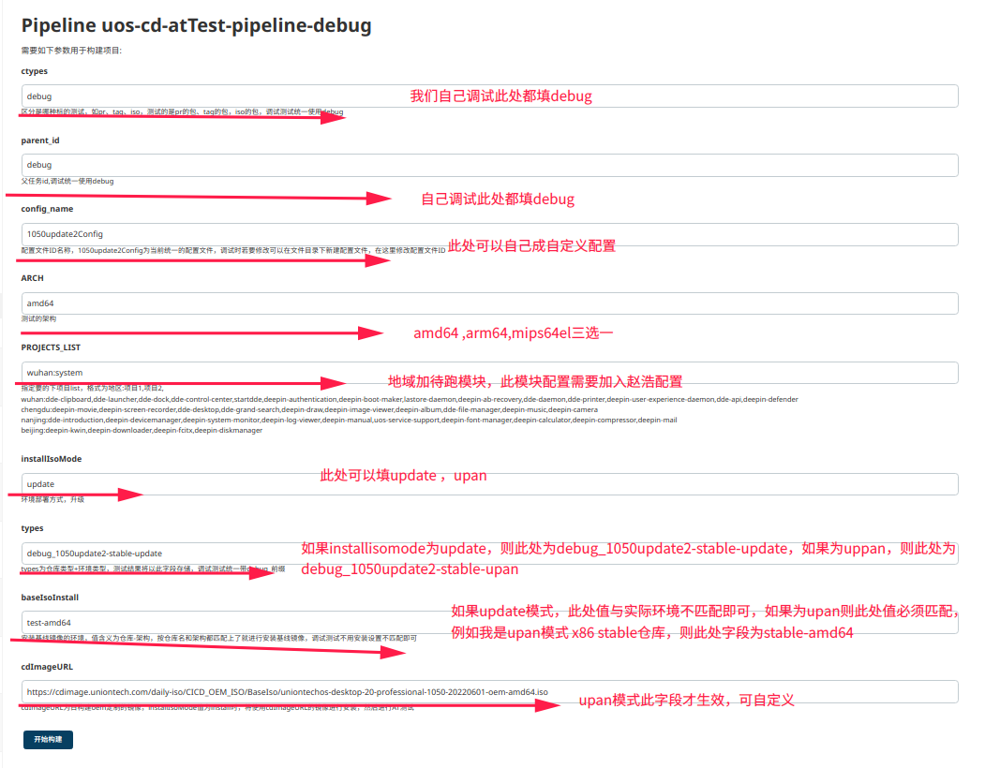 Pipeline uos-cd-atTest-pipeline-debug
需要如下参数用于构建项目:
ctypes
debug
我们自己调试此处都填debug
区分是哪种标的测试，如pr、tag、iso，测试的是pr的包、tag的包，iso的包，调试测试统一使用debug
parent_id
debug
父任务id,调试统一使用debug
自己调试此处都填debug
config_name
1050update2Config
配置文件ID名称，1050update2Config为当前统一的配置文件，调试时若要修改可以在文件目录下新建配置文件，在这里修改配置文件ID
此处可以自己成自定义配置
ARCH
amd64
测试的架构
amd64 ,arm64,mips64el三选一
PROJECTS_LIST
wuhan:system
地域加待跑模块，此模块配置需要加入赵浩配置
指定要的下项目list，格式为地区:项目1,项目2,
wuhan:dde-clipboard,dde-launcher,dde-dock,dde-control-center,startdde,deepin-authentication,deepin-boot-maker,lastore-daemon,deepin-ab-recovery,dde-daemon,dde-printer,deepin-user-experience-daemon,dde-api,deepin-defender
chengdu:deepin-movie,deepin-screen-recorder,dde-desktop,dde-grand-search,deepin-draw,deepin-image-viewer,deepin-album,dde-file-manager,deepin-music,deepin-camera
nanjing:dde-introduction,deepin-devicemanager,deepin-system-monitor,deepin-log-viewer,deepin-manual,uos-service-support,deepin-font-manager,deepin-calculator,deepin-compressor,deepin-mail
beijing:deepin-kwin,deepin-downloader,deepin-fcitx,deepin-diskmanager
installIsoMode
此处可以填update ，upan
update
环境部署方式，升级
types
如果installisomode为update，则此处为debug_1050update2-stable-update，如果为uppan，则此处为
debug_1050update2-stable-update
types为仓库类型+环境类型，测试结果将以此字段存储，调试测试统一带debug_前缀
debug_1050update2-stable-upan
baseIsoInstall
如果update模式，此处值与实际环境不匹配即可，如果为upan则此处值必须匹配，
test-amd64
例如我是upan模式 x86 stable仓库，则此处字段为stable-amd64
安装基线镜像的环境，值含义为仓库-架构，按仓库名和架构都匹配上了就进行安装基线镜像，调试测试不用安装设置不匹配即可
cdImageURL
https://cdimage.uniontech.com/daily-iso/CICD_OEM_ISO/BaseIso/uniontechos-desktop-20-professional-1050-20220601-oem-amd64.iso
upan模式此字段才生效，可自定义
cdImageURL为日构建oem定制的镜像，installIsoMode值为install时，将使用cdImageURL的镜像进行安装，然后进行AT测试
开始构建